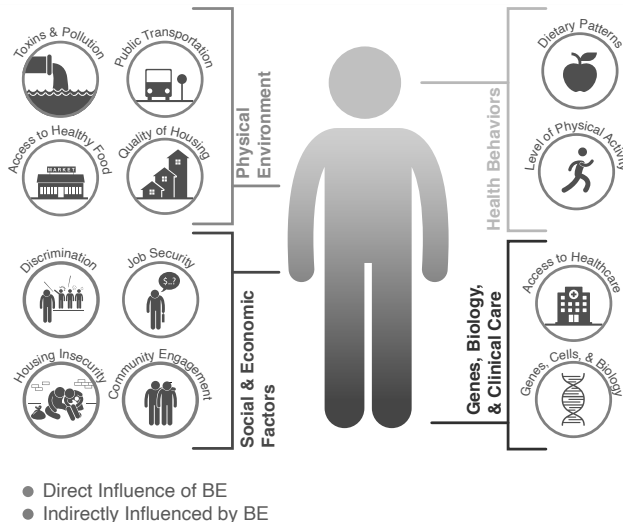 Toxins & Pollution
Public Transportation
Access to Healthy Food
MARKET
Quality of Housing
Physical
Environment
Discrimination
Job Security
$..?
Housing Insecurity
Community Engagement
Social & Economic
Factors
Dietary Patterns
Level of Physical Activity
Health Behaviors
Access to Healthcare
Genes, Cells, & Biology
Genes, Biology,
& Clinical Care
Direct Influence of BE
Indirectly Influenced by BE